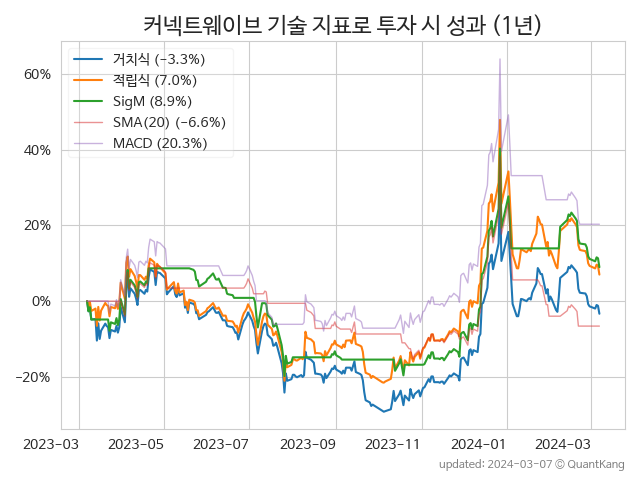 커넥트웨이브 기술 지표로 투자 시 성과 (1년)
거치식 (−3.3%)
적립식 (7.0%)
SigM (8.9%)
SMA(20) (−6.6%)
MACD (20.3%)
60%
40%
20%
0%
−20%
2023−03 2023−05 2023−07 2023−09 2023−11 2024−01 2024−03
updated: 2024−03−07 © QuantKang